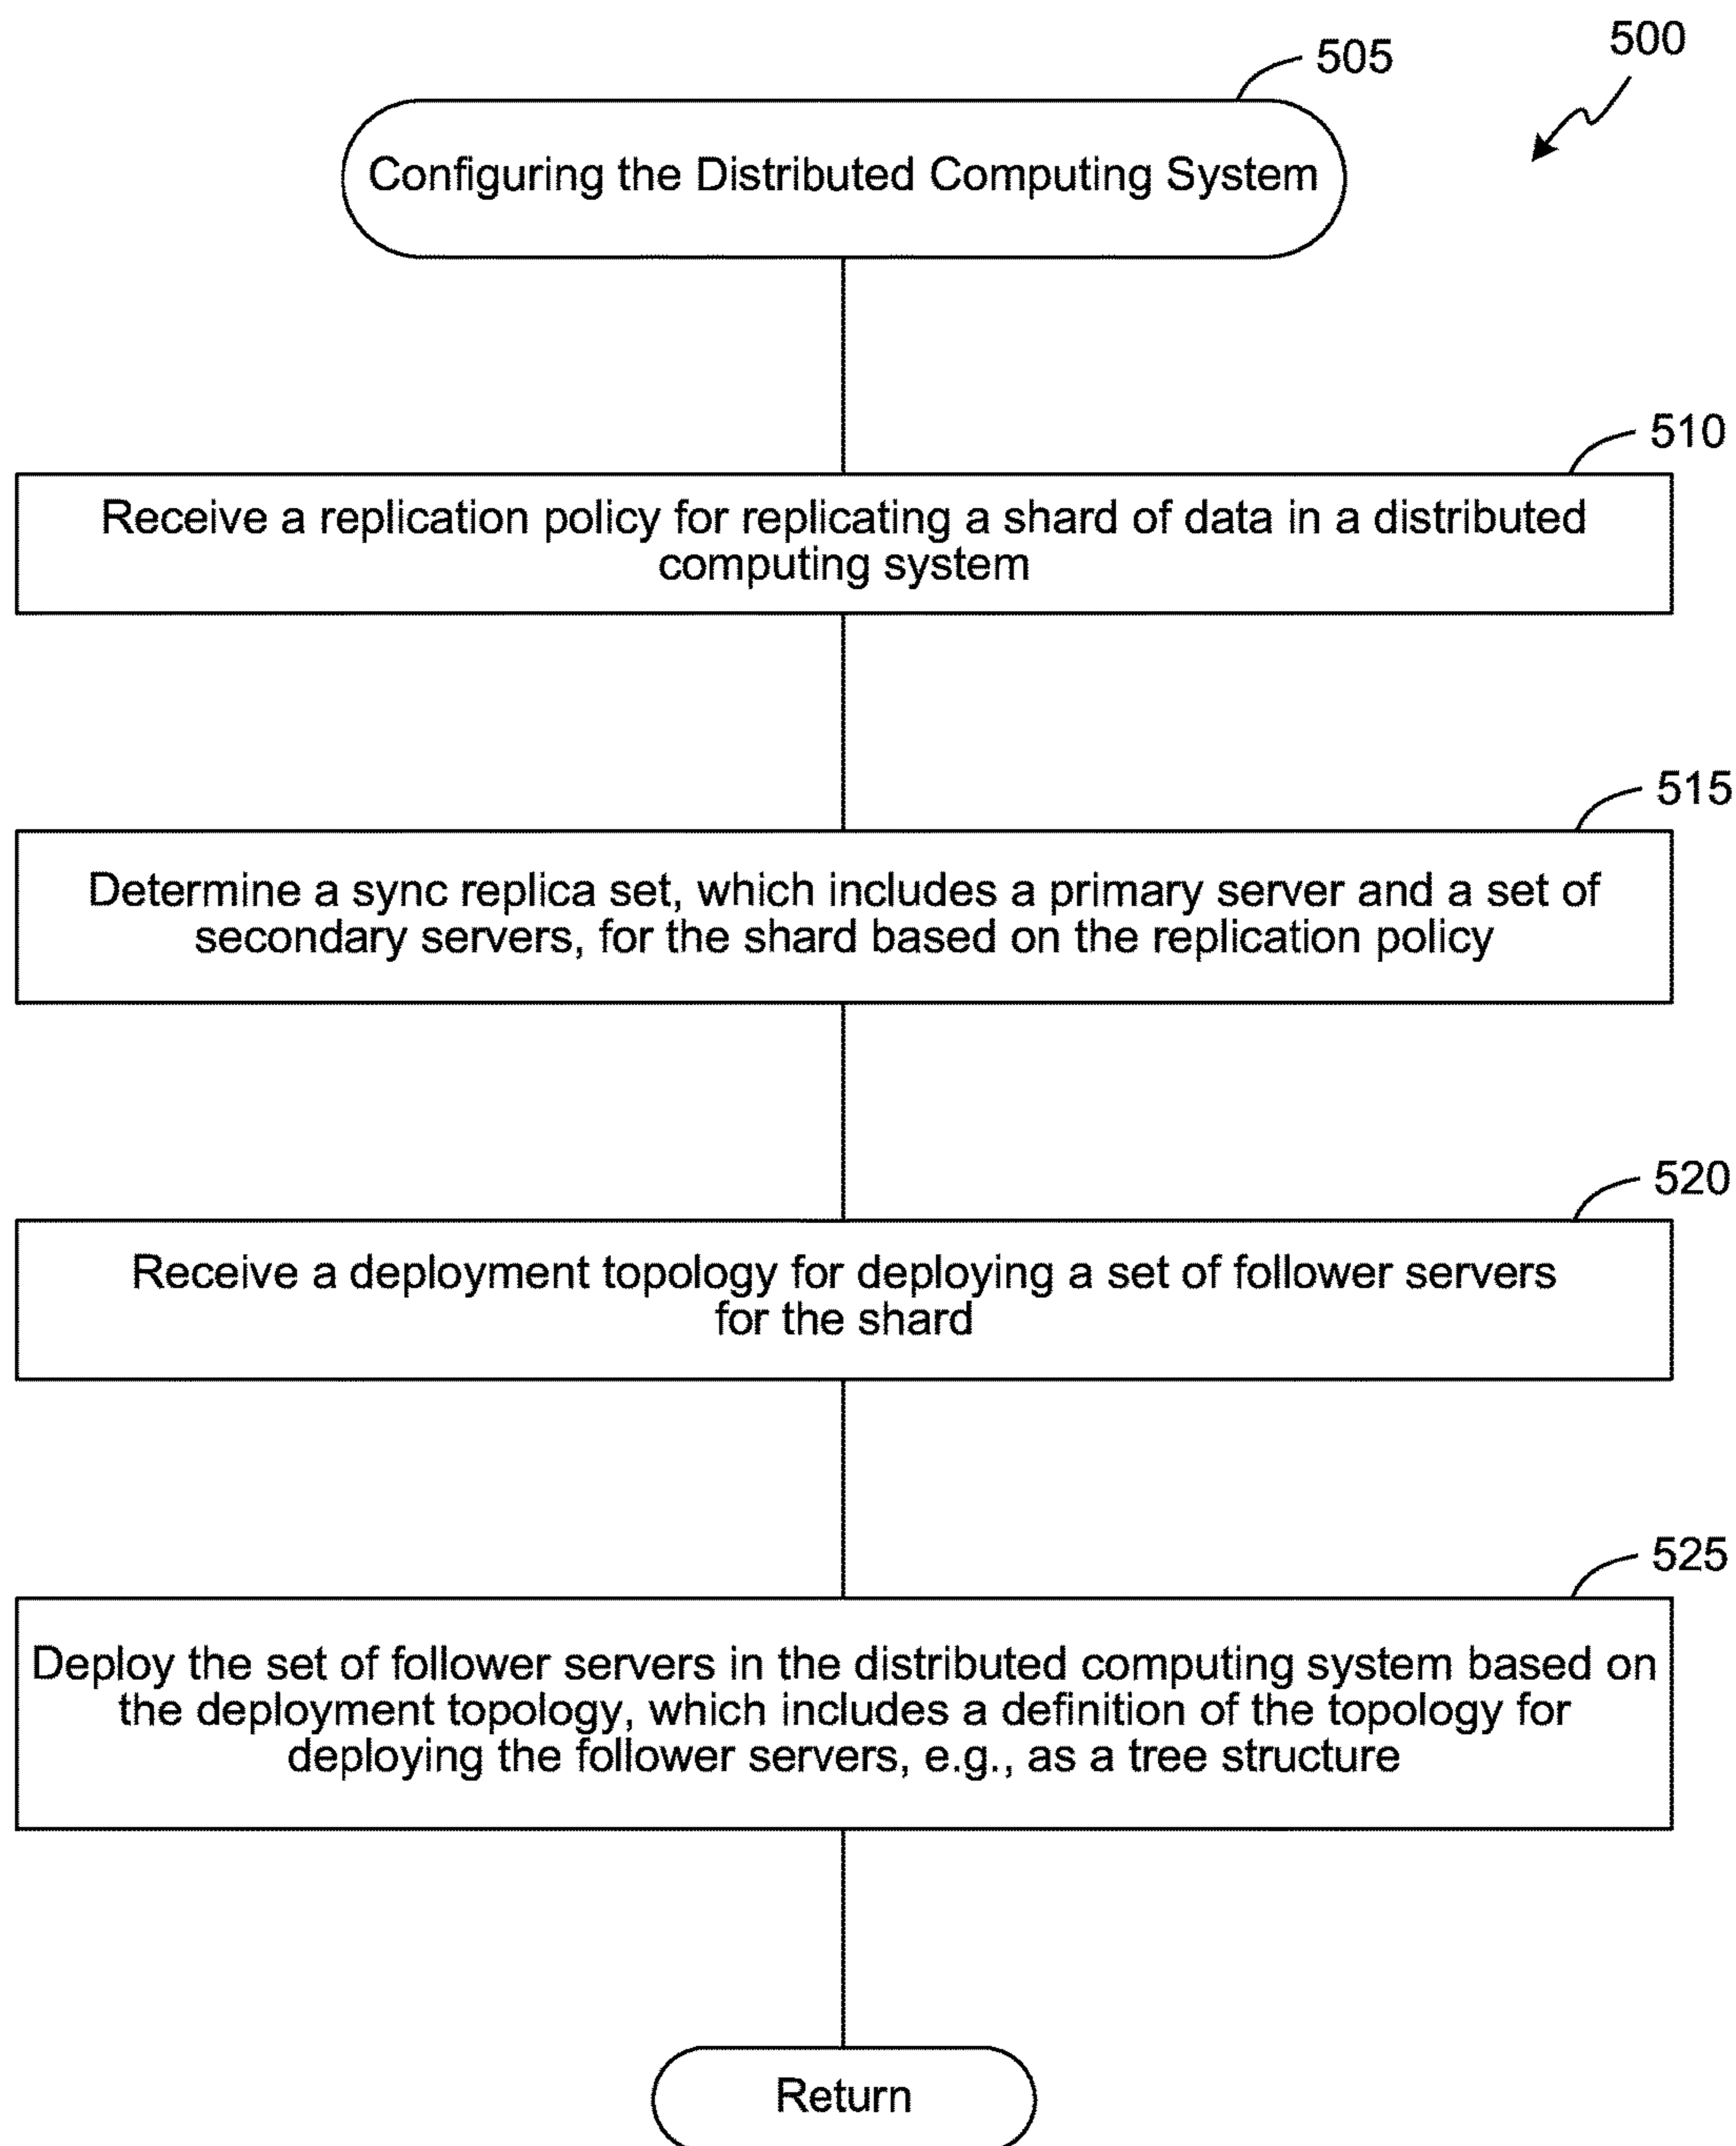 500
505
Configuring the Distributed Computing System
510
Receive a replication policy for replicating a shard of data in a distributed
computing system
515
Determine a sync replica set, which includes a primary server and a set of
secondary servers, for the shard based on the replication policy
520
Receive a deployment topology for deploying a set of follower servers
for the shard
525
Deploy the set of follower servers in the distributed computing system based on
the deployment topology, which includes a definition of the topology for
deploying the follower servers, e.g., as a tree structure
Return